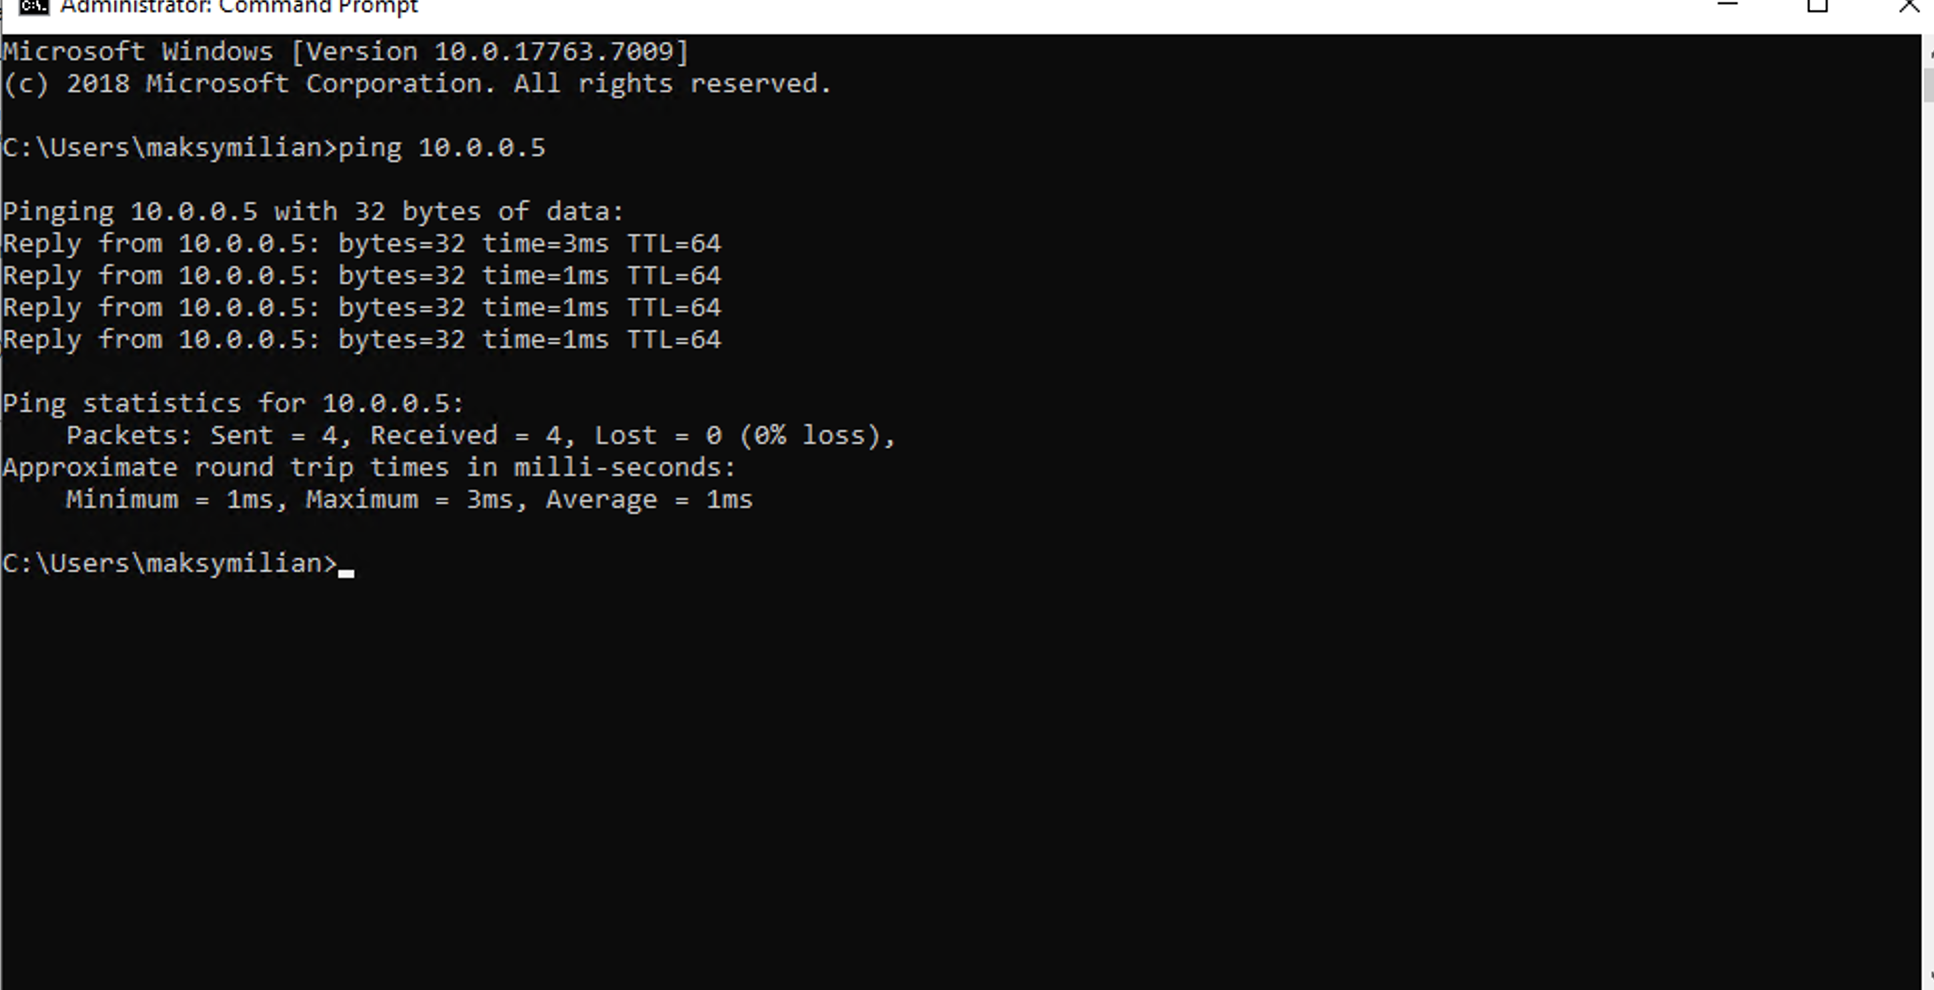 Administrator: Command Prompt
Microsoft Windows [Version 10.0.17763.7009]
(c) 2018 Microsoft Corporation. All rights reserved.
C:\Users\maksymilian>ping 10.0.0.5
Pinging 10.0.0.5 with 32 bytes of data:
Reply from 10.0.0.5: bytes=32 time=3ms TTL=64
Reply from 10.0.0.5: bytes=32 time=1ms TTL=64
Reply from 10.0.0.5: bytes=32 time=1ms TTL=64
Reply from 10.0.0.5: bytes=32 time=1ms TTL=64
Ping statistics for 10.0.0.5:
    Packets: Sent = 4, Received = 4, Lost = 0 (0% loss),
Approximate round trip times in milli-seconds:
    Minimum = 1ms, Maximum = 3ms, Average = 1ms
C:\Users\maksymilian>